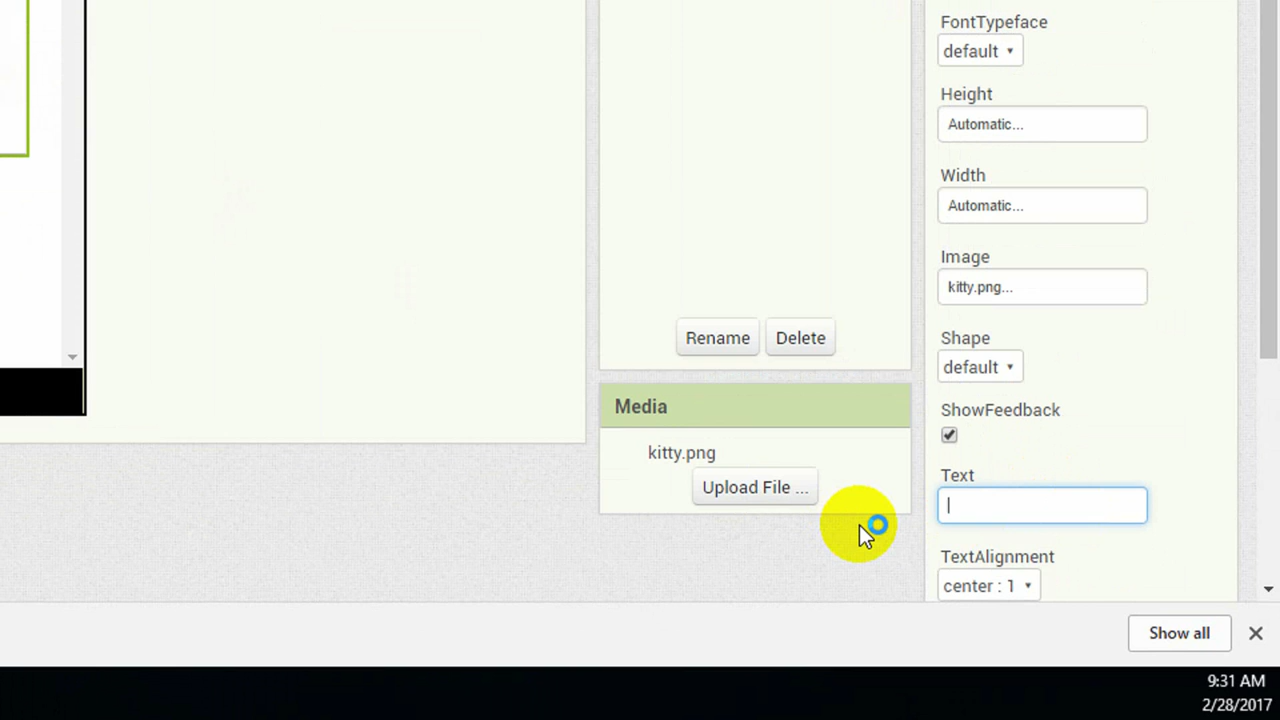 FontTypeface
default
Height
Automatic...
Width
Automatic...
Image
kitty.png...
Shape
default
ShowFeedback
Text
TextAlignment
center : 1
Rename
Delete
Media
kitty.png
Upload File ...
Show all
9:31 AM
2/28/2017